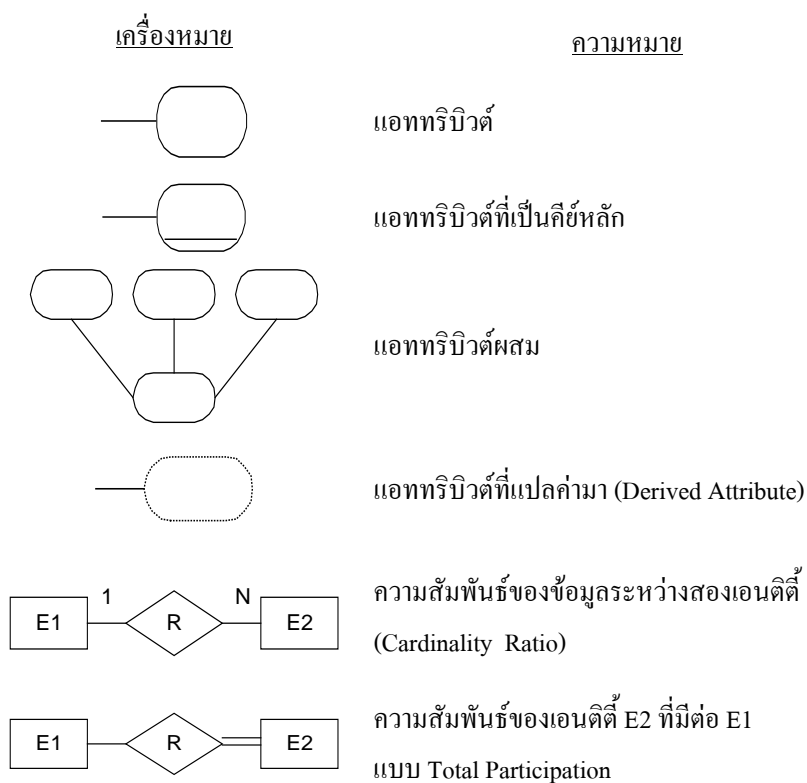 เครื่องหมาย ความหมาย
แอททริบิวต์
แอททริบิวต์ที่เป็นคีย์หลัก
แอททริบิวต์ผสม
แอททริบิวต์ที่แปลค่ามา (Derived Attribute)
E1 1 R N E2 ความสัมพันธ์ของข้อมูลระหว่างสองเอนติตี้
(Cardinality Ratio)
E1 R E2 ความสัมพันธ์ของเอนติตี้ E2 ที่มีต่อ E1
แบบ Total Participation